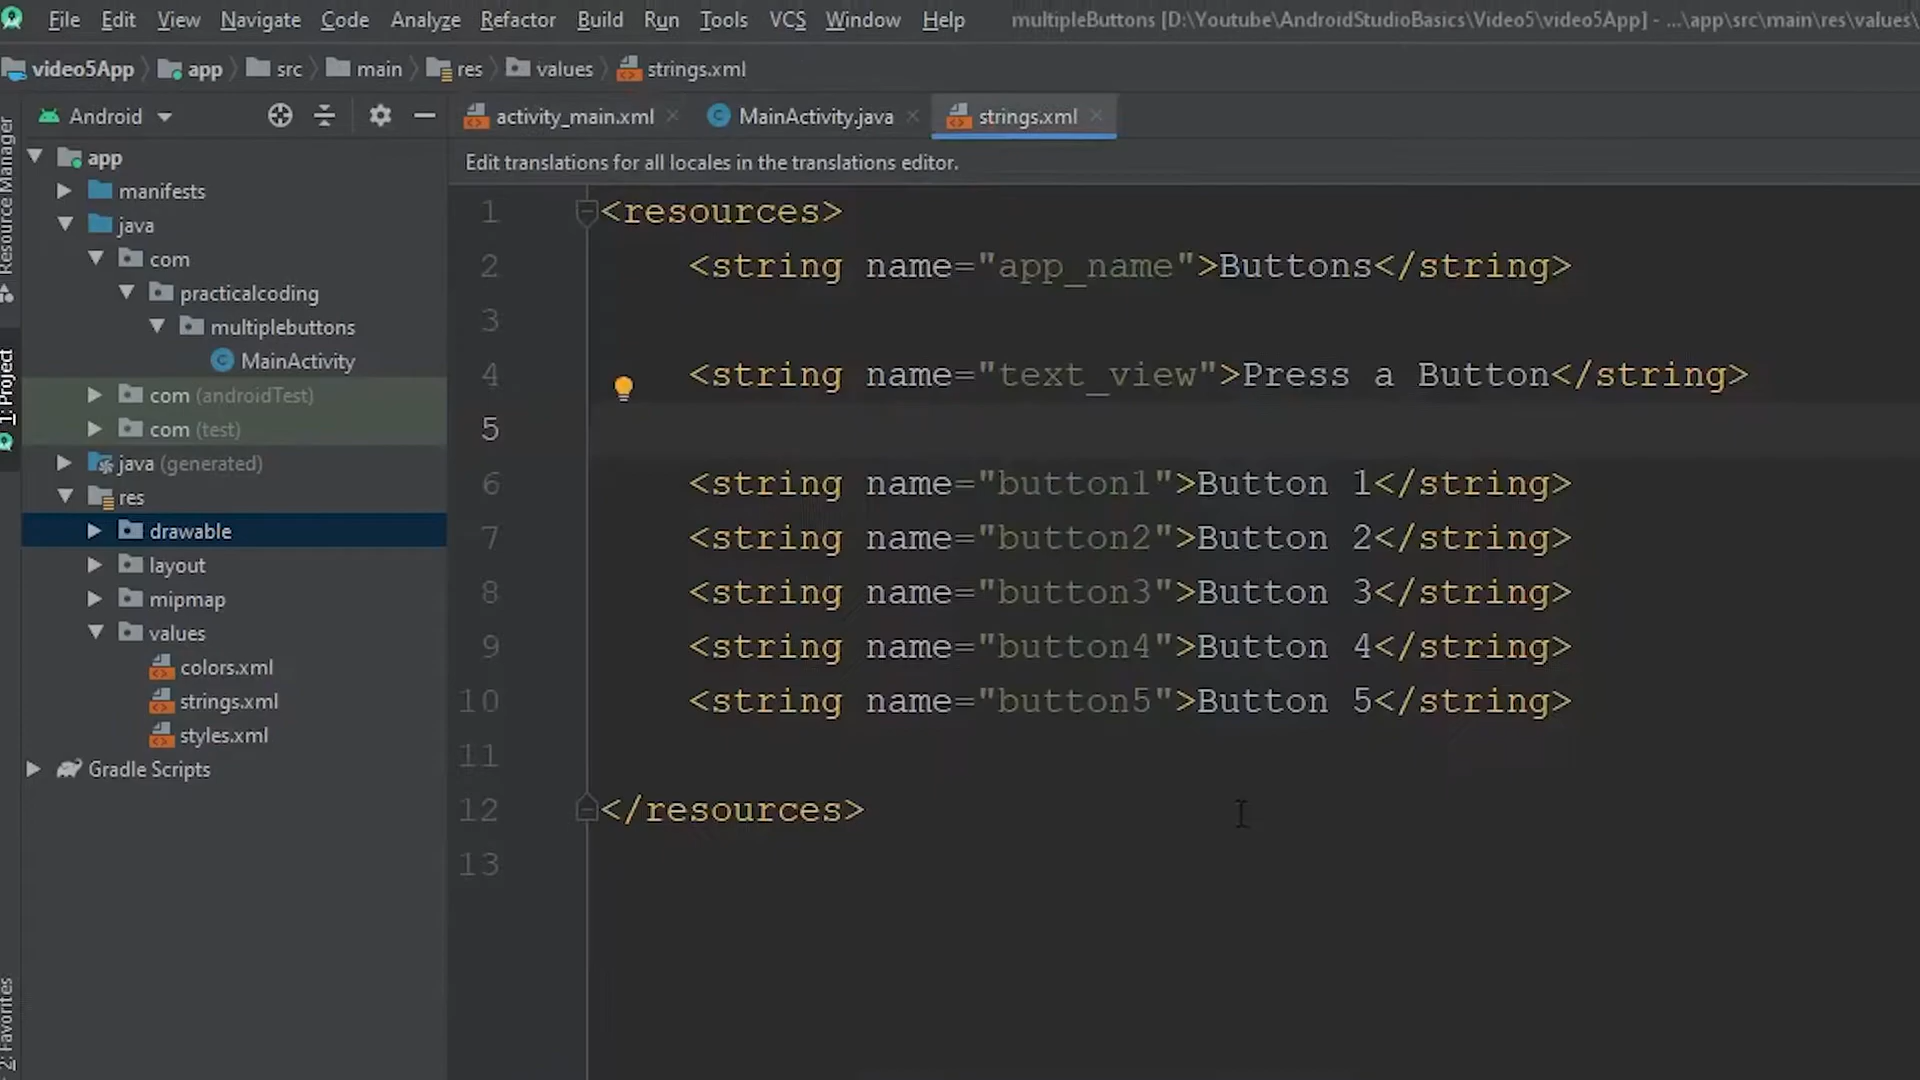 File Edit View Navigate Code Analyze Refactor Build Run Tools VCS Window Help multipleButtons [D:\Youtube\AndroidStudioBasics\Video5\video5App] - ...\app\src\main\res\values\
video5App app src main res values strings.xml
Android
activity_main.xml MainActivity.java strings.xml
Edit translations for all locales in the translations editor.
Resource Manager
1: Project
2: Favorites
app
manifests
java
com
practicalcoding
multiplebuttons
MainActivity
com (androidTest)
com (test)
java (generated)
res
drawable
layout
mipmap
values
colors.xml
strings.xml
styles.xml
Gradle Scripts
1 <resources>
2 <string name="app_name">Buttons</string>
3
4 <string name="text_view">Press a Button</string>
5
6 <string name="button1">Button 1</string>
7 <string name="button2">Button 2</string>
8 <string name="button3">Button 3</string>
9 <string name="button4">Button 4</string>
10 <string name="button5">Button 5</string>
11
12 </resources>
13